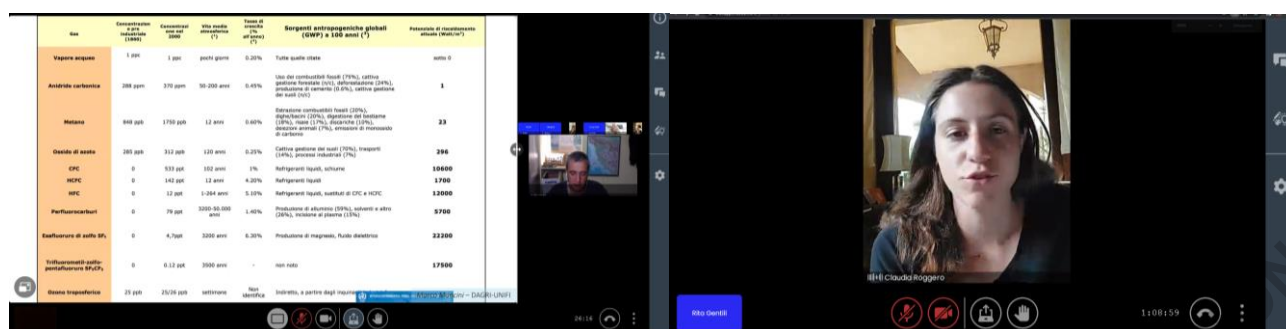 Gas
Concentrazione pre industriale (1860)
Concentrazione nel 2000
Vita media atmosferica (¹)
Tasso di crescita (% all'anno) (²)
Sorgenti antropogeniche globali (GWP) a 100 anni (³)
Potenziale di riscaldamento attuale (Watt/m²)
Vapore acqueo
1 ppt
1 ppt
pochi giorni
0.20%
Tutte quelle citate
sotto 0
Anidride carbonica
288 ppm
370 ppm
50-200 anni
0.45%
Uso dei combustibili fossili (75%), cattiva
gestione forestale (n/c), deforestazione (24%),
produzione di cemento (0.6%), cattiva gestione
dei suoli (n/c)
1
Metano
848 ppb
1750 ppb
12 anni
0.60%
Estrazione combustibili fossili (20%),
dighe/bacini (20%), digestione del bestiame
(18%), risaie (17%), discariche (10%),
deiezioni animali (7%), emissioni di monossido
di carbonio
23
Ossido di azoto
285 ppb
312 ppb
120 anni
0.25%
Cattiva gestione dei suoli (70%), trasporti
(14%), processi industriali (7%)
296
CFC
0
533 ppt
102 anni
1%
Refrigeranti liquidi, schiume
10600
HCFC
0
142 ppt
12 anni
4.20%
Refrigeranti liquidi
1700
HFC
0
12 ppt
1-264 anni
5.10%
Refrigeranti liquidi, sostituti di CFC e HCFC
12000
Perfluorocarburi
0
79 ppt
3200-50.000
anni
1.40%
Produzione di alluminio (59%), solventi e altro
(26%), incisione al plasma (15%)
5700
Esafluoruro di solfo SF₆
0
4,7ppt
3200 anni
6.30%
Produzione di magnesio, fluido dielettrico
22200
Trifluorometil-solfo-
pentafluoruro SF₅CF₃
0
0.12 ppt
3500 anni
-
non noto
17500
Ozono troposferico
25 ppb
25/26 ppb
settimane
Non
identifica
Indiretto, a partire dagli
– DAGRI-UNIFI
26:16
Claudia Roggero
Rita Gentili
1:08:59